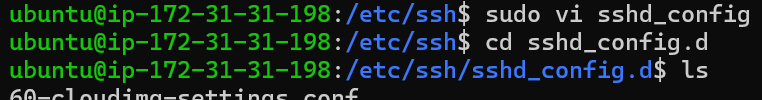 ubuntu@ip-172-31-31-198:/etc/ssh$ sudo vi sshd_config
ubuntu@ip-172-31-31-198:/etc/ssh$ cd sshd_config.d
ubuntu@ip-172-31-31-198:/etc/ssh/sshd_config.d$ ls
60-cloudimg-settings.conf